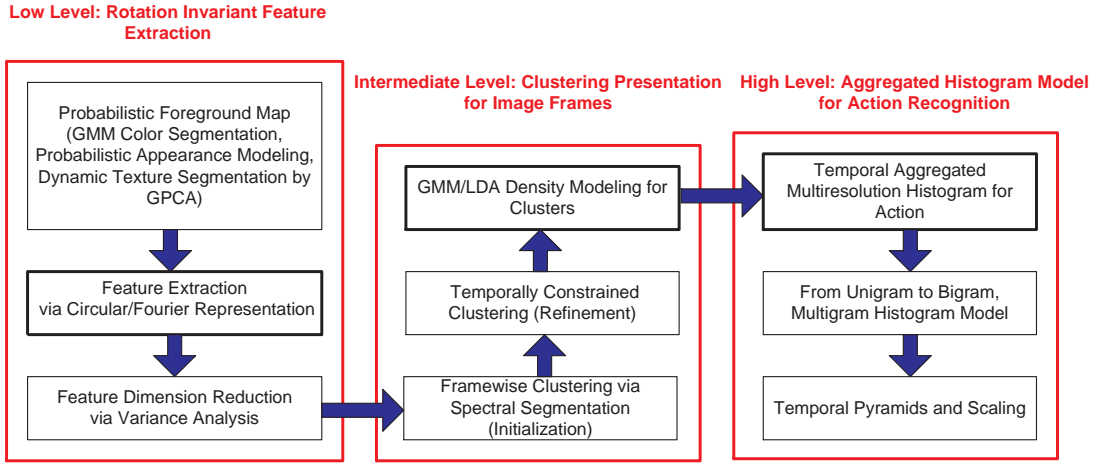 Low Level: Rotation Invariant Feature
Extraction
Probabilistic Foreground Map
(GMM Color Segmentation,
Probabilistic Appearance Modeling,
Dynamic Texture Segmentation by
GPCA)
Feature Extraction
via Circular/Fourier Representation
Feature Dimension Reduction
via Variance Analysis
Intermediate Level: Clustering Presentation
for Image Frames
GMM/LDA Density Modeling for
Clusters
Temporally Constrained
Clustering (Refinement)
Framewise Clustering via
Spectral Segmentation
(Initialization)
High Level: Aggregated Histogram Model
for Action Recognition
Temporal Aggregated
Multiresolution Histogram for
Action
From Unigram to Bigram,
Multigram Histogram Model
Temporal Pyramids and Scaling